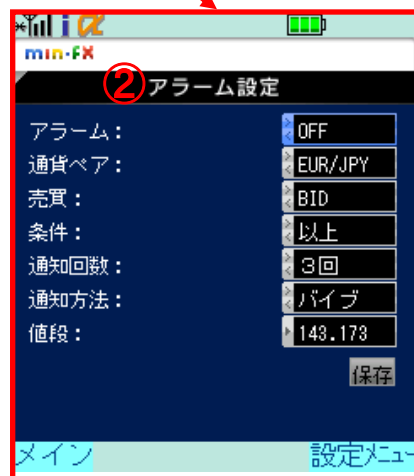 min-FX
② アラーム設定
アラーム： OFF
通貨ペア： EUR/JPY
売買： BID
条件： 以上
通知回数： ３回
通知方法： バイブ
値段： 143.173
保存
メイン 設定メニュー